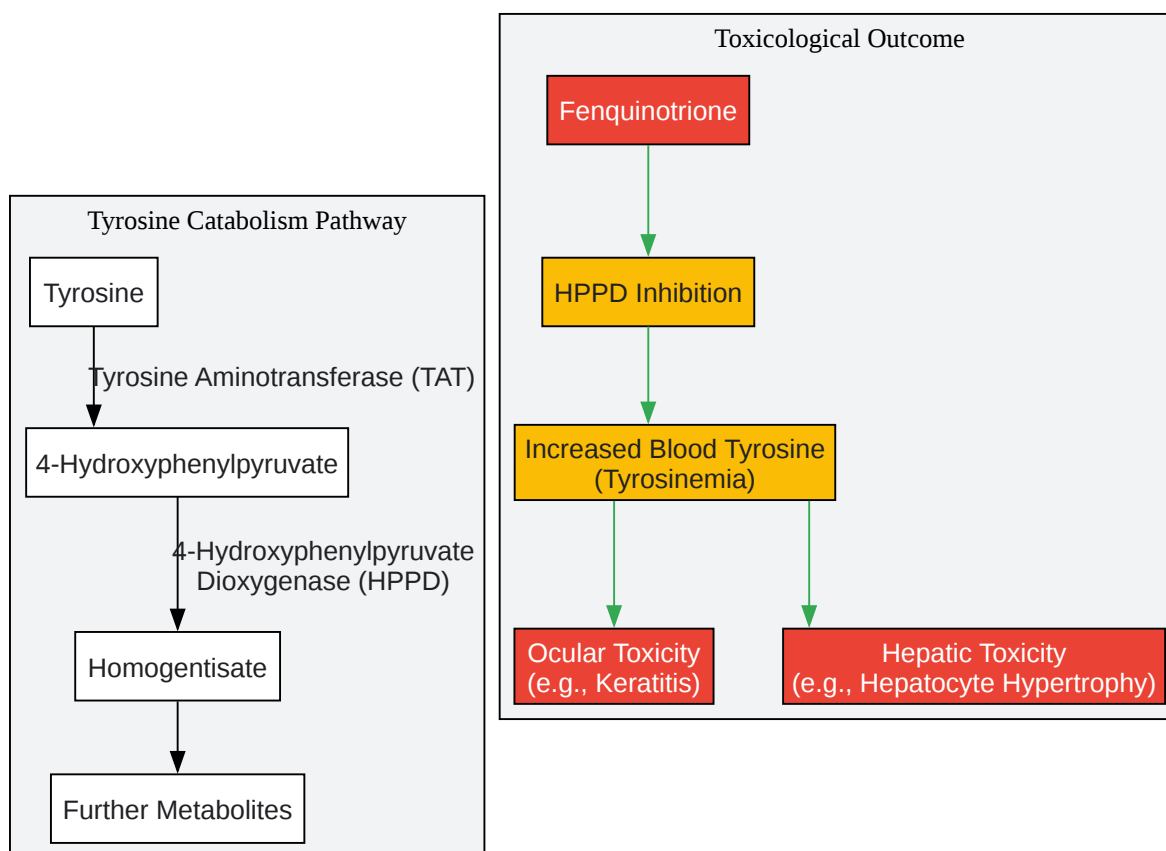 Tyrosine Catabolism Pathway
Tyrosine
Tyrosine Aminotransferase (TAT)
4-Hydroxyphenylpyruvate
4-Hydroxyphenylpyruvate
Dioxygenase (HPPD)
Homogentisate
Further Metabolites
Toxicological Outcome
Fenquinotrione
HPPD Inhibition
Increased Blood Tyrosine
(Tyrosinemia)
Ocular Toxicity
(e.g., Keratitis)
Hepatic Toxicity
(e.g., Hepatocyte Hypertrophy)